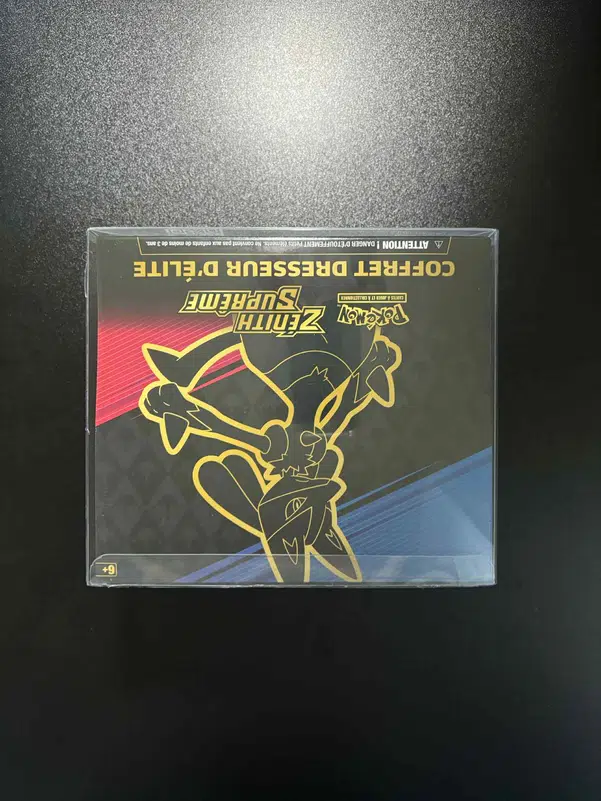 6+
POKÉMON
CARTES À JOUER ET À COLLECTIONNER
ZÉNITH
SUPRÊME
COFFRET DRESSEUR D'ÉLITE
ATTENTION ! DANGER D'ÉTOUFFEMENT Petits éléments. Ne convient pas aux enfants de moins de 3 ans.